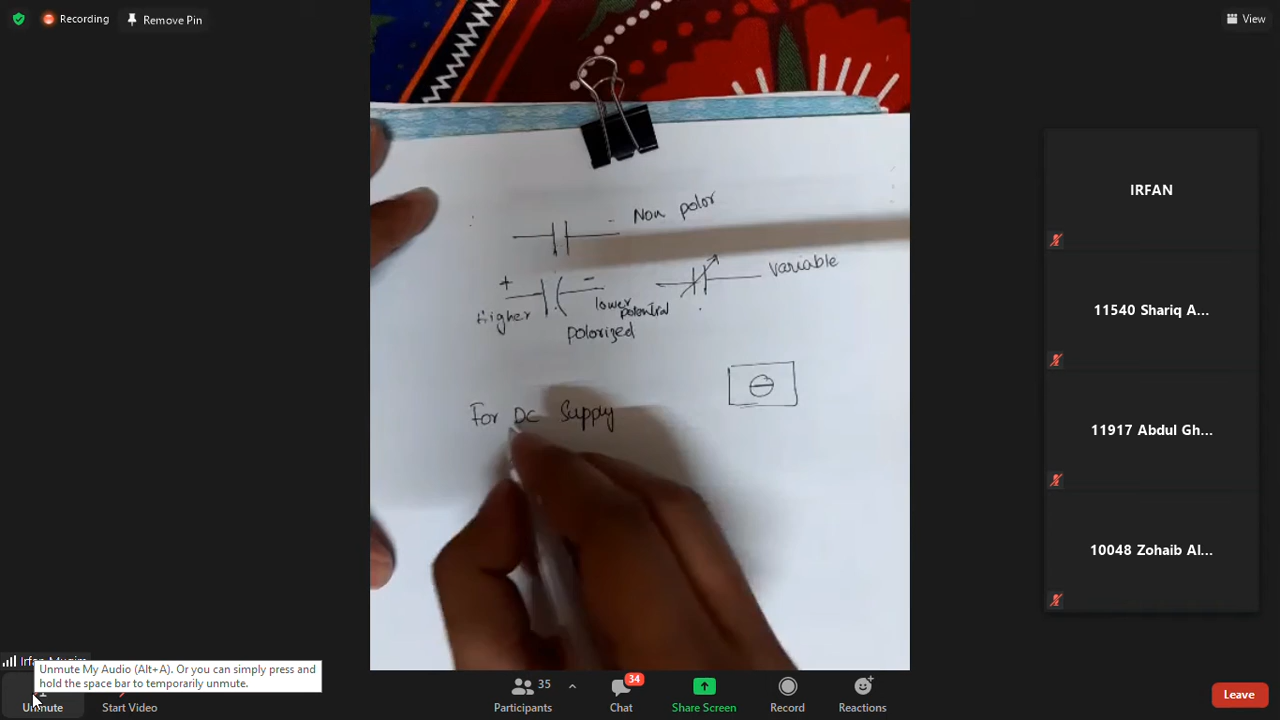 Recording
Remove Pin
View
Non polor
+
-
Variable
Higher
lower
potential
polorized
For DC Supply
IRFAN
11540 Shariq A...
11917 Abdul Gh...
10048 Zohaib Al...
Unmute My Audio (Alt+A). Or you can simply press and
hold the space bar to temporarily unmute.
Unmute
Start Video
Participants
35
Chat
34
Share Screen
Record
Reactions
Leave